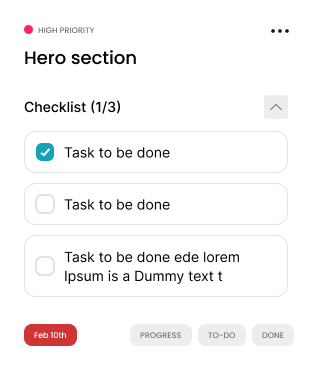 HIGH PRIORITY
Hero section
Checklist (1/3)
Task to be done
Task to be done
Task to be done ede lorem
Ipsum is a Dummy text t
Feb 10th PROGRESS TO-DO DONE